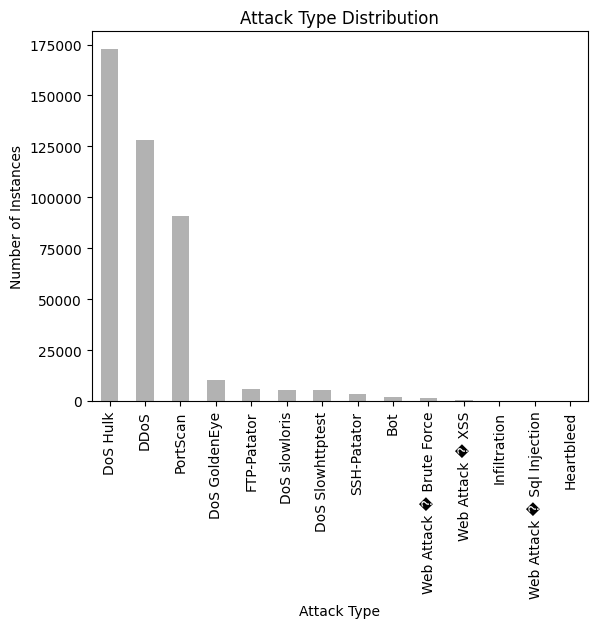 Attack Type Distribution
Number of Instances
175000
150000
125000
100000
75000
50000
25000
0
DoS Hulk
DDoS
PortScan
DoS GoldenEye
FTP-Patator
DoS slowloris
DoS Slowhttptest
SSH-Patator
Bot
Web Attack � Brute Force
Web Attack � XSS
Infiltration
Web Attack � Sql Injection
Heartbleed
Attack Type